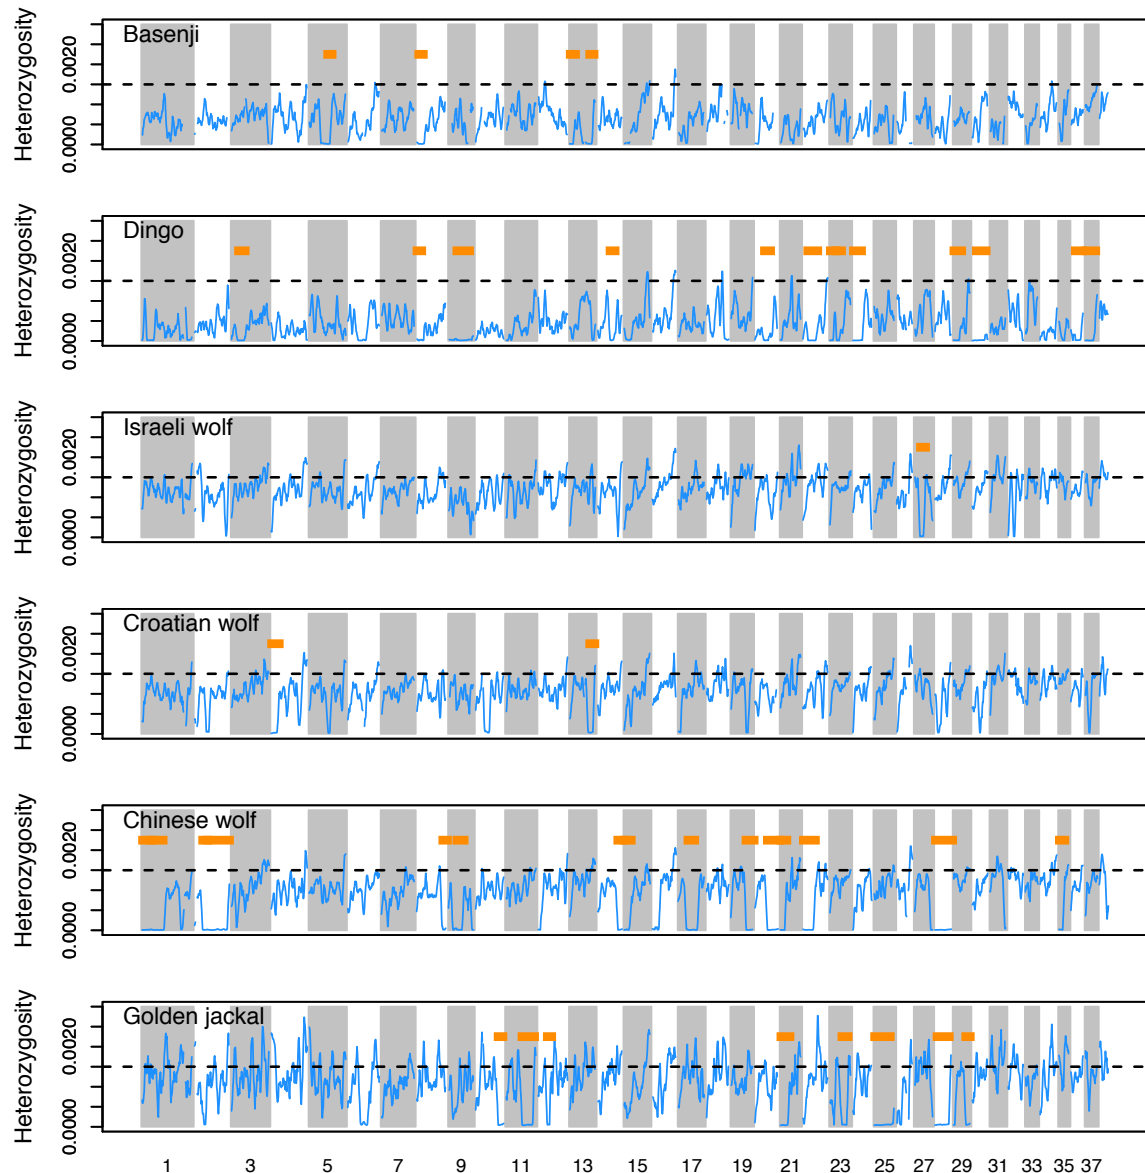 Basenji
Heterozygosity
0.0020
0.0000
Dingo
Heterozygosity
0.0020
0.0000
Israeli wolf
Heterozygosity
0.0020
0.0000
Croatian wolf
Heterozygosity
0.0020
0.0000
Chinese wolf
Heterozygosity
0.0020
0.0000
Golden jackal
Heterozygosity
0.0020
0.0000
1 3 5 7 9 11 13 15 17 19 21 23 25 27 29 31 33 35 37